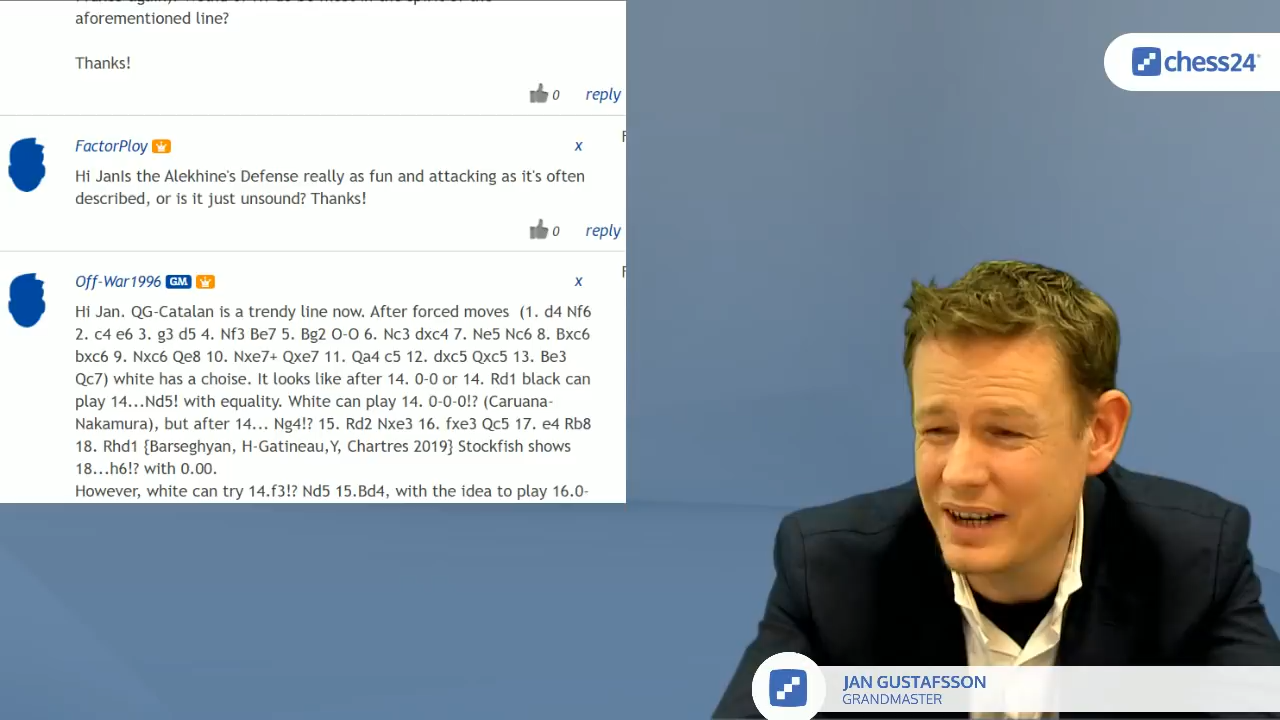 aforementioned line?
Thanks!
0 reply
FactorPloy x
Hi JanIs the Alekhine's Defense really as fun and attacking as it's often
described, or is it just unsound? Thanks!
0 reply
Off-War1996 GM x
Hi Jan. QG-Catalan is a trendy line now. After forced moves (1. d4 Nf6
2. c4 e6 3. g3 d5 4. Nf3 Be7 5. Bg2 O-O 6. Nc3 dxc4 7. Ne5 Nc6 8. Bxc6
bxc6 9. Nxc6 Qe8 10. Nxe7+ Qxe7 11. Qa4 c5 12. dxc5 Qxc5 13. Be3
Qc7) white has a choise. It looks like after 14. 0-0 or 14. Rd1 black can
play 14...Nd5! with equality. White can play 14. 0-0-0!? (Caruana-
Nakamura), but after 14... Ng4!? 15. Rd2 Nxe3 16. fxe3 Qc5 17. e4 Rb8
18. Rhd1 {Barseghyan, H-Gatineau,Y, Chartres 2019} Stockfish shows
18...h6!? with 0.00.
However, white can try 14.f3!? Nd5 15.Bd4, with the idea to play 16.0-
chess24
JAN GUSTAFSSON
GRANDMASTER